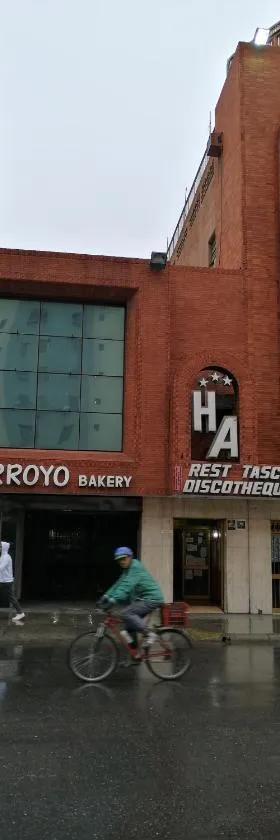 HA
RROYO BAKERY
REST TASC
DISCOTHEQU